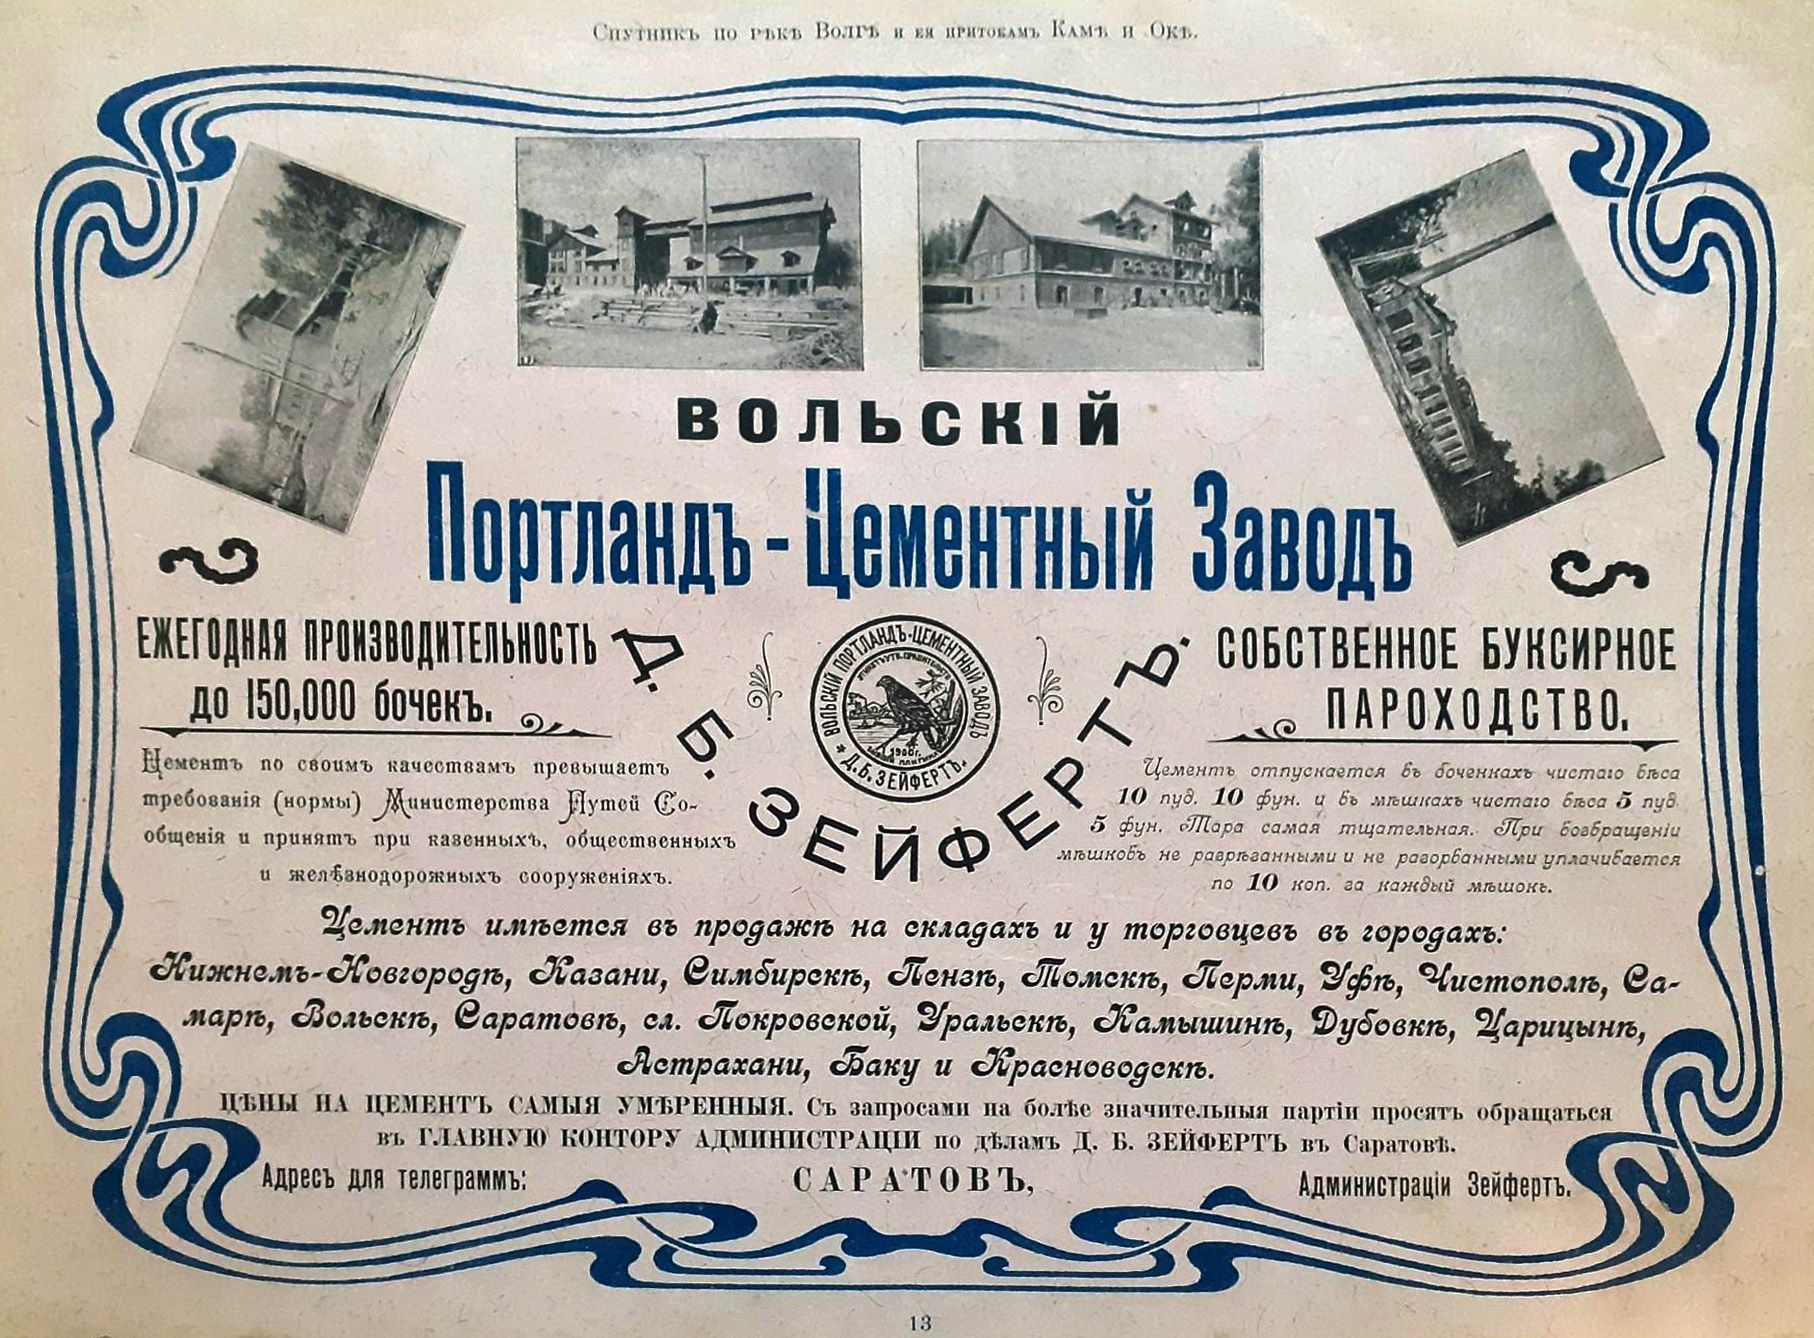 Спутникъ по рѣкѣ Волгѣ и ея притокамъ Камѣ и Окѣ.
ВОЛЬСКІЙ
Портландъ-Цементный Заводъ
Д. Б. ЗЕЙФЕРТЪ.
ЕЖЕГОДНАЯ ПРОИЗВОДИТЕЛЬНОСТЬ
до 150,000 бочекъ.
Цементъ по своимъ качествамъ превышаетъ
требованія (нормы) Министерства Путей Со-
общенія и принятъ при казенныхъ, общественныхъ
и желѣзнодорожныхъ сооруженіяхъ.
ВОЛЬСКІЙ ПОРТЛАНДЪ-ЦЕМЕНТНЫЙ ЗАВОДЪ
1900г.
* Д. Б. ЗЕЙФЕРТЪ.
СОБСТВЕННОЕ БУКСИРНОЕ
ПАРОХОДСТВО.
Цементъ отпускается въ боченкахъ чистаго вѣса
10 пуд. 10 фун. и въ мѣшкахъ чистаго вѣса 5 пуд.
5 фун. Тара самая тщательная. При возвращеніи
мѣшковъ не разрѣзанными и не разорванными уплачивается
по 10 коп. за каждый мѣшокъ.
Цементъ имѣется въ продажѣ на складахъ и у торговцевъ въ городахъ:
Нижнемъ-Новгородѣ, Казани, Симбирскѣ, Пензѣ, Томскѣ, Перми, Уфѣ, Чистополѣ, Са-
марѣ, Вольскѣ, Саратовѣ, сл. Покровской, Уральскѣ, Камышинѣ, Дубовкѣ, Царицынѣ,
Астрахани, Баку и Красноводскѣ.
ЦѢНЫ НА ЦЕМЕНТЪ САМЫЯ УМѢРЕННЫЯ. Съ запросами на болѣе значительныя партіи просятъ обращаться
въ ГЛАВНУЮ КОНТОРУ АДМИНИСТРАЦІИ по дѣламъ Д. Б. ЗЕЙФЕРТЪ въ Саратовѣ.
Адресъ для телеграммъ: САРАТОВЪ, Администраціи Зейфертъ.
13